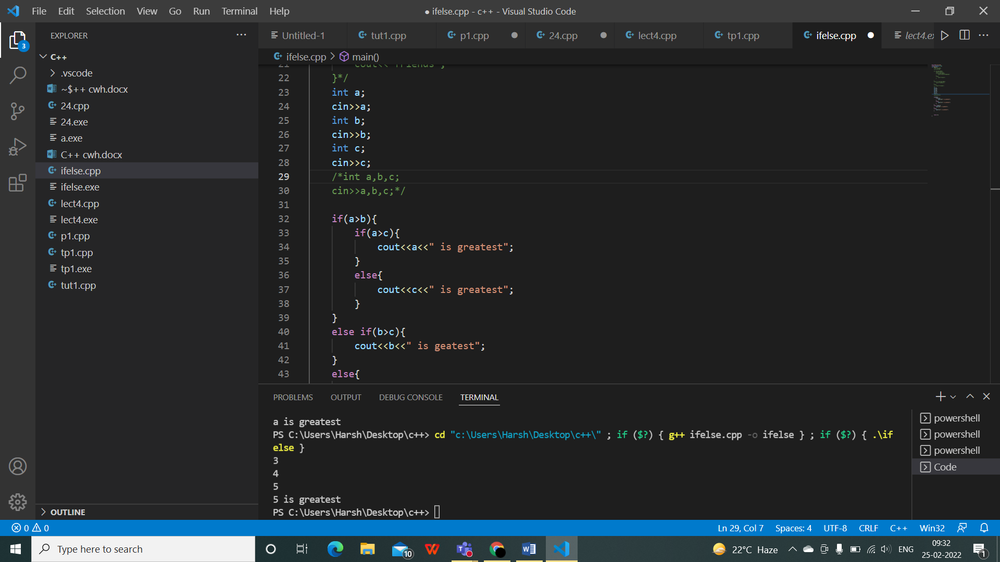 File Edit Selection View Go Run Terminal Help
● ifelse.cpp - c++ - Visual Studio Code
EXPLORER
C++
.vscode
~$++ cwh.docx
24.cpp
24.exe
a.exe
C++ cwh.docx
ifelse.cpp
ifelse.exe
lect4.cpp
lect4.exe
p1.cpp
tp1.cpp
tp1.exe
tut1.cpp
OUTLINE
3
Untitled-1 tut1.cpp p1.cpp 24.cpp lect4.cpp tp1.cpp ifelse.cpp lect4.ex
ifelse.cpp > main()
21 cout<<"friends";
22 }*/
23 int a;
24 cin>>a;
25 int b;
26 cin>>b;
27 int c;
28 cin>>c;
29 /*int a,b,c;
30 cin>>a,b,c;*/
31
32 if(a>b){
33 if(a>c){
34 cout<<a<<" is greatest";
35 }
36 else{
37 cout<<c<<" is greatest";
38 }
39 }
40 else if(b>c){
41 cout<<b<<" is geatest";
42 }
43 else{
PROBLEMS OUTPUT DEBUG CONSOLE TERMINAL
a is greatest
PS C:\Users\Harsh\Desktop\c++> cd "c:\Users\Harsh\Desktop\c++\" ; if ($?) { g++ ifelse.cpp -o ifelse } ; if ($?) { .\if
else }
3
4
5
5 is greatest
PS C:\Users\Harsh\Desktop\c++>
powershell
powershell
powershell
Code
0 0
Ln 29, Col 7 Spaces: 4 UTF-8 CRLF C++ Win32
Type here to search
10
22°C Haze
ENG
09:32
25-02-2022
1